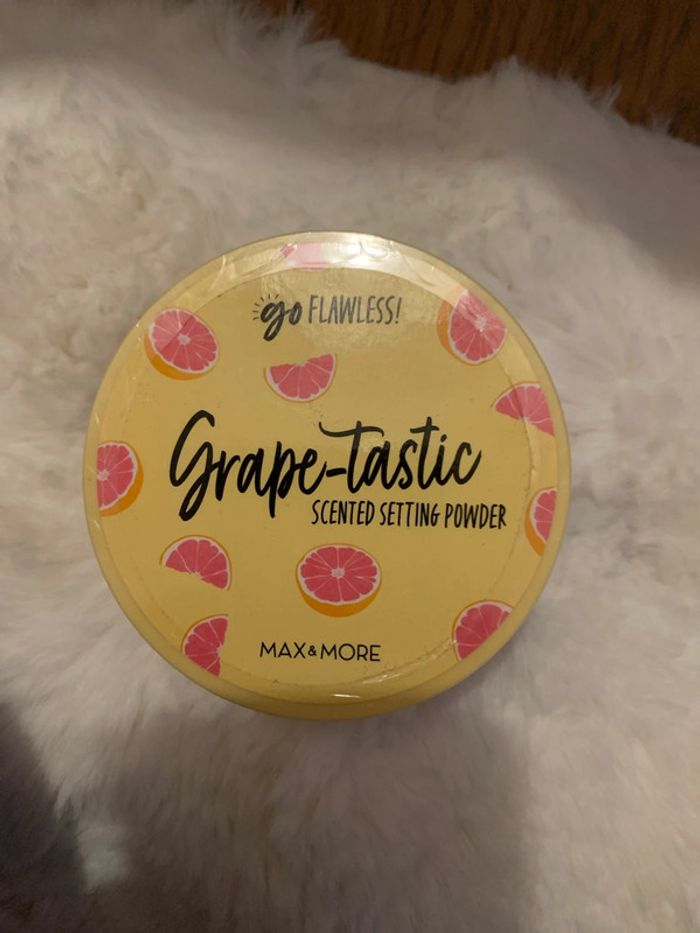 go FLAWLESS!
Grape-tastic
SCENTED SETTING POWDER
MAX&MORE